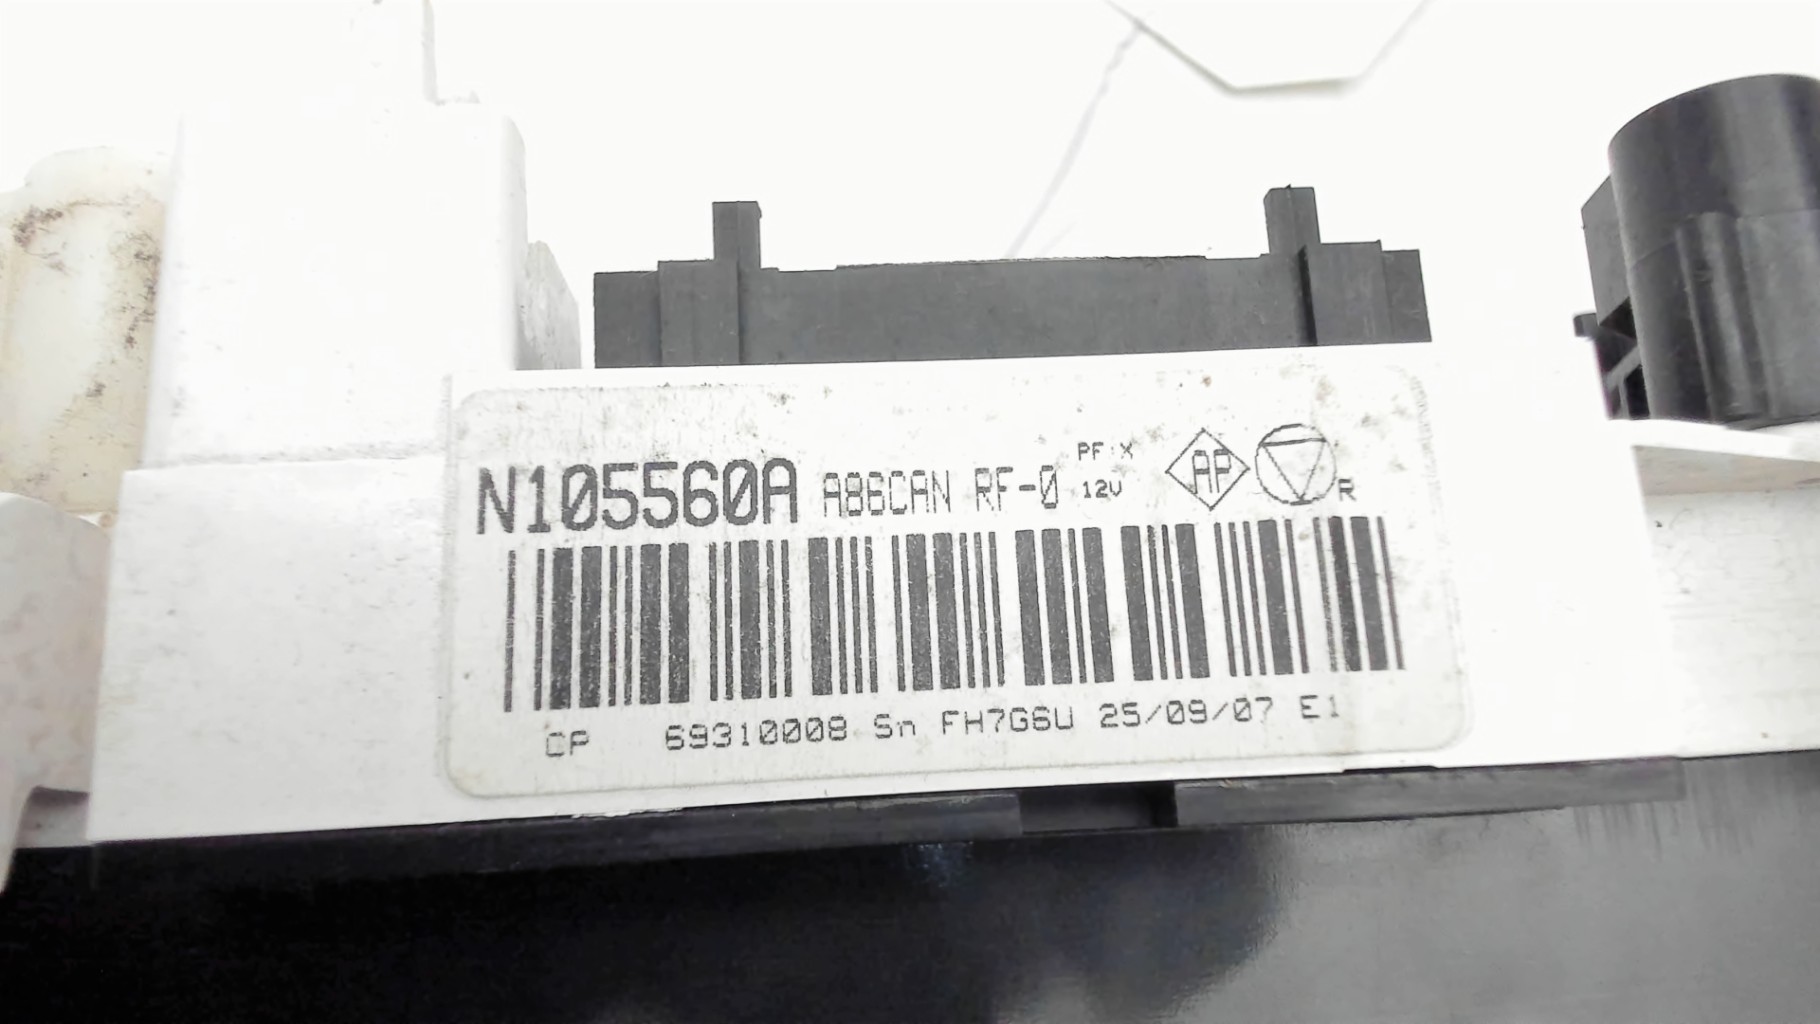 N105560A A86CAN RF-0 PF:X
12V AP R
CP 69310008 Sn FH7G6U 25/09/07 E1